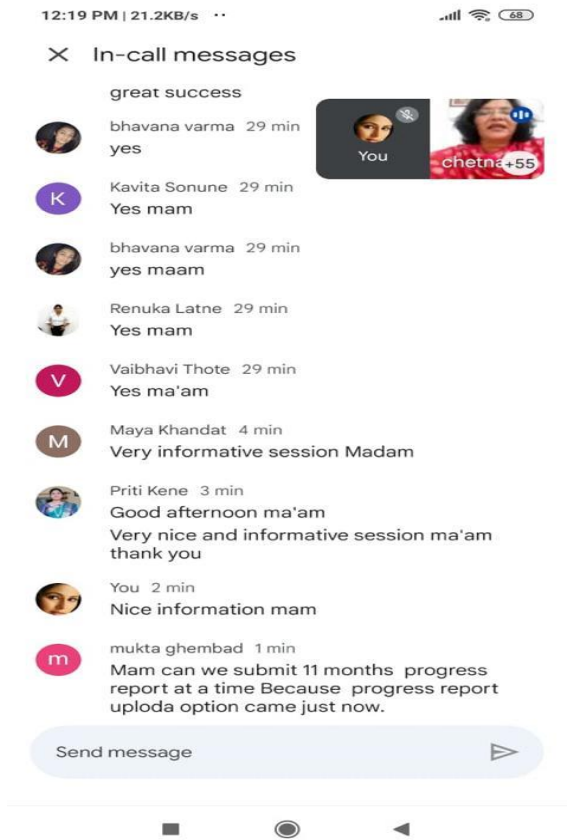 12:19 PM | 21.2KB/s ··
68
In-call messages
great success
bhavana varma 29 min
yes
You
chetna +55
Kavita Sonune 29 min
K
Yes mam
bhavana varma 29 min
yes maam
Renuka Latne 29 min
Yes mam
Vaibhavi Thote 29 min
V
Yes ma'am
Maya Khandat 4 min
M
Very informative session Madam
Priti Kene 3 min
Good afternoon ma'am
Very nice and informative session ma'am
thank you
You 2 min
Nice information mam
mukta ghembad 1 min
m
Mam can we submit 11 months progress
report at a time Because progress report
uploda option came just now.
Send message